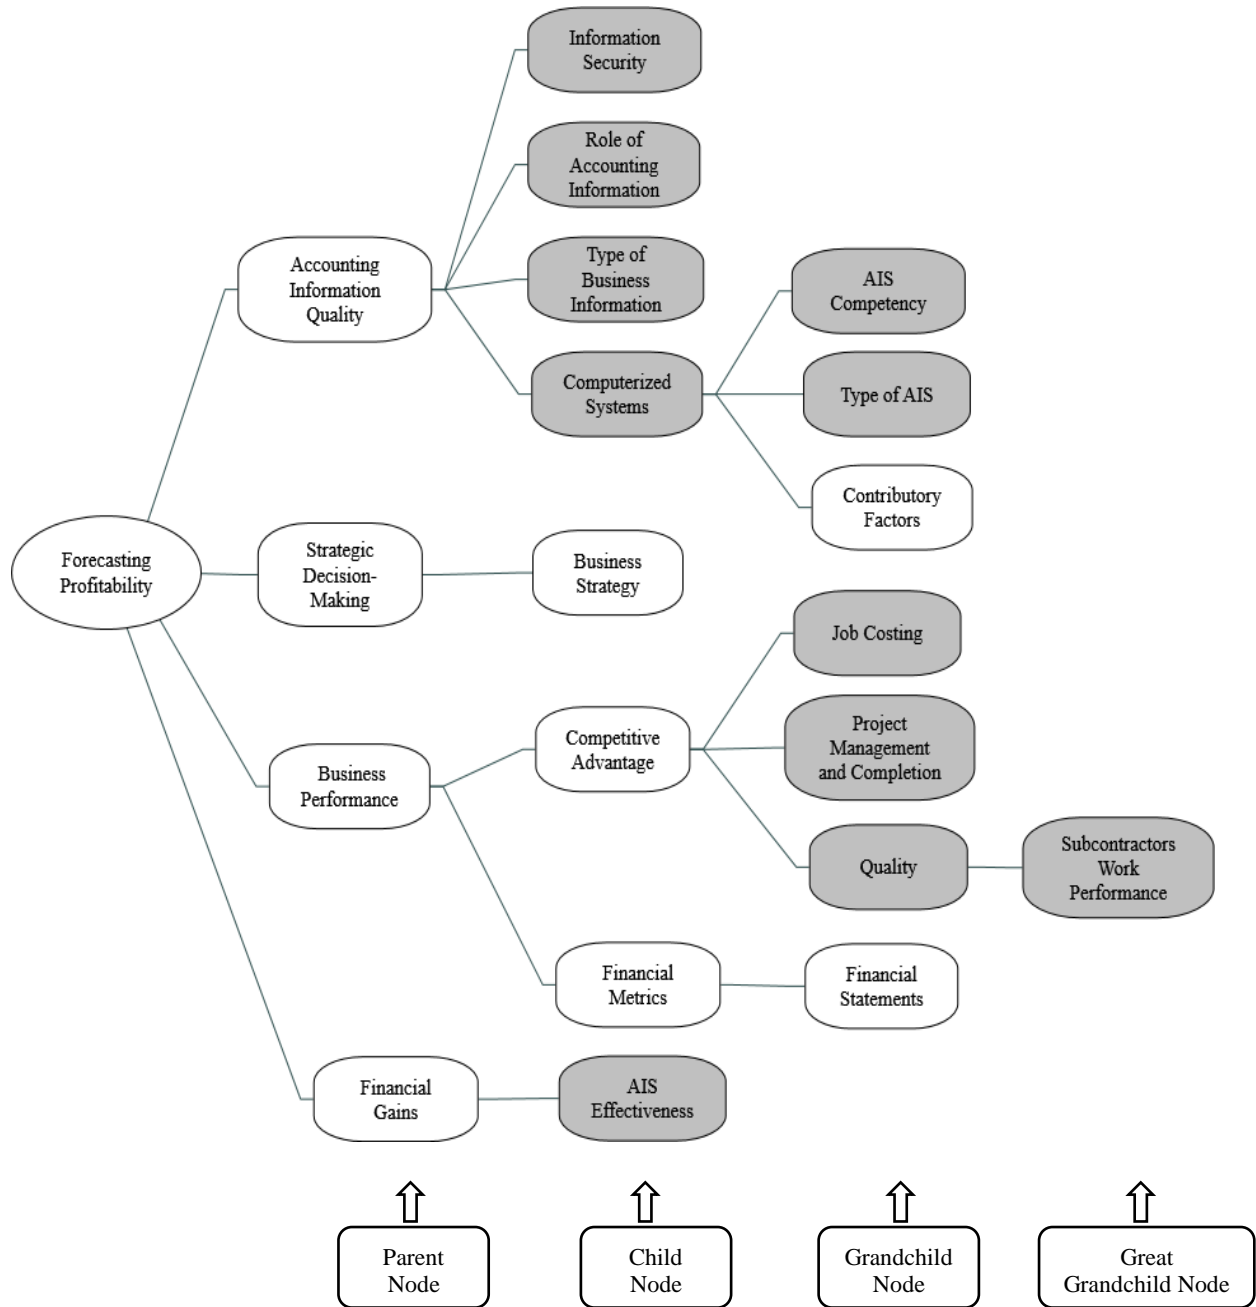 Information
Security
Role of
Accounting
Information
Accounting
Information
Quality
Type of
Business
Information
AIS
Competency
Computerized
Systems
Type of AIS
Contributory
Factors
Forecasting
Profitability
Strategic
Decision-
Making
Business
Strategy
Job Costing
Business
Performance
Competitive
Advantage
Project
Management
and Completion
Quality
Subcontractors
Work
Performance
Financial
Metrics
Financial
Statements
Financial
Gains
AIS
Effectiveness
Parent
Node
Child
Node
Grandchild
Node
Great
Grandchild Node